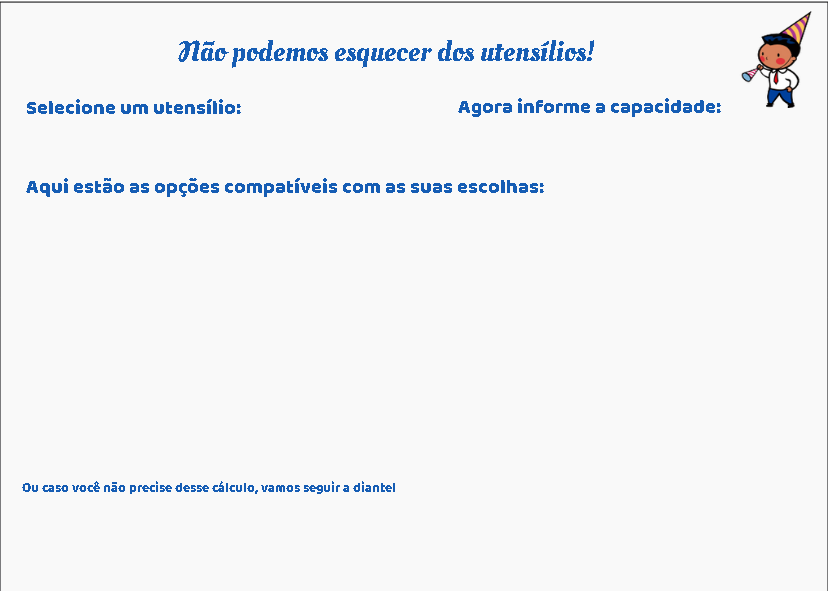 Não podemos esquecer dos utensílios!
Selecione um utensílio:
Agora informe a capacidade:
Aqui estão as opções compatíveis com as suas escolhas:
Ou caso você não precise desse cálculo, vamos seguir a diante!